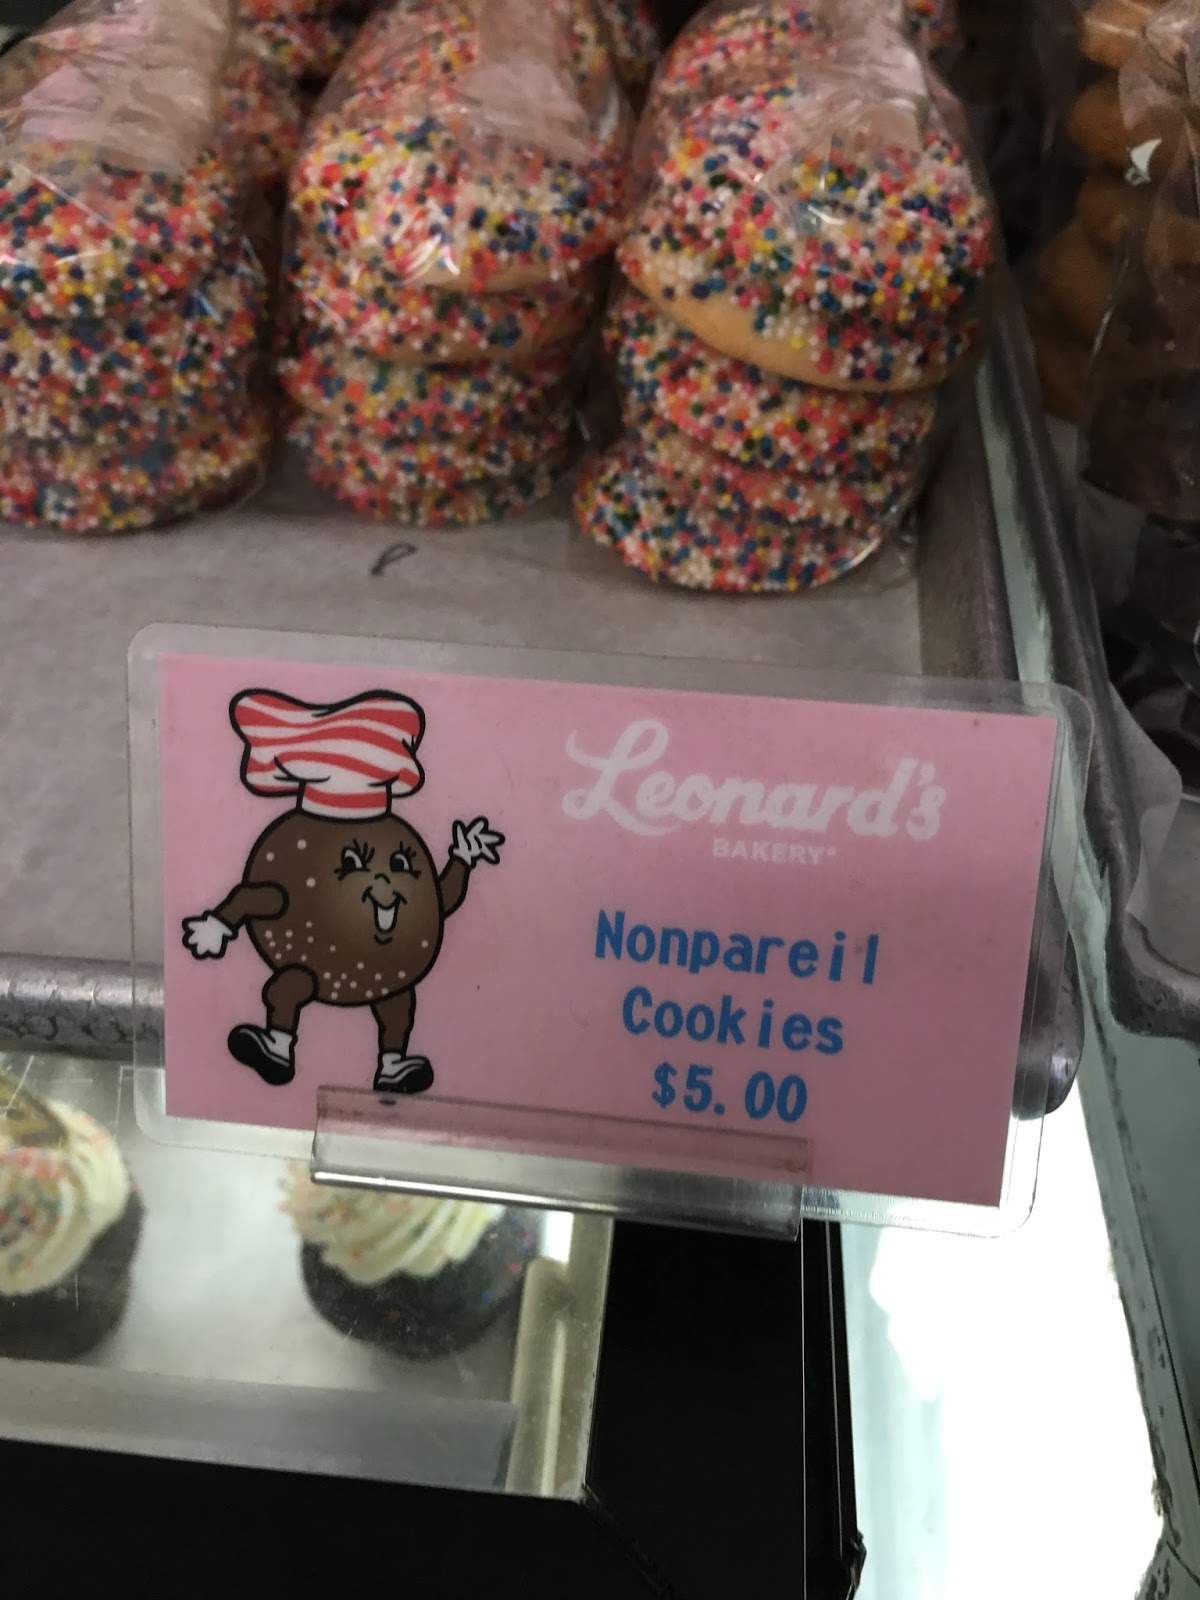 Leonard's
BAKERY®
Nonpareil
Cookies
$5.00